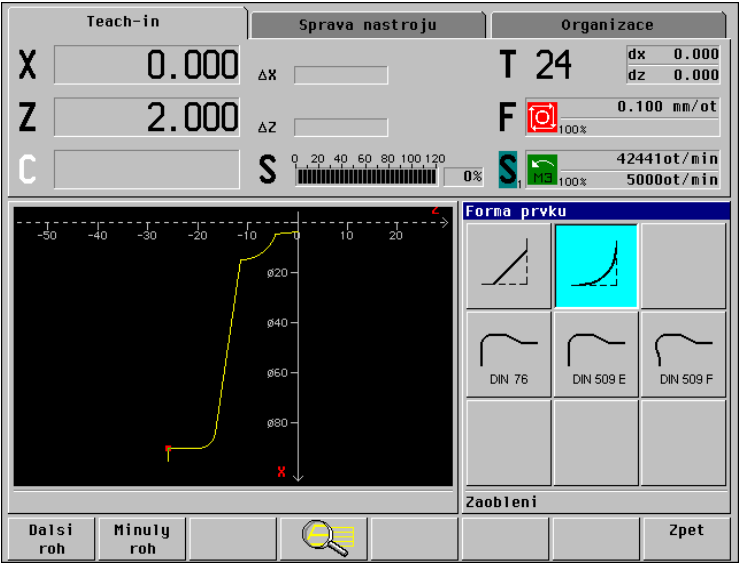 Teach-in Sprava nastroju Organizace
X 0.000 ΔX T 24 dx 0.000
dz 0.000
Z 2.000 ΔZ F 100% 0.100 mm/ot
C S 0 20 40 60 80 100 120 0% S1 M3 100% 42441ot/min
5000ot/min
Z
-50 -40 -30 -20 -10 0 10 20
ø20
ø40
ø60
ø80
X
Forma prvku
DIN 76 DIN 509 E DIN 509 F
Zaobleni
Dalsi roh
Minuly roh
Zpet